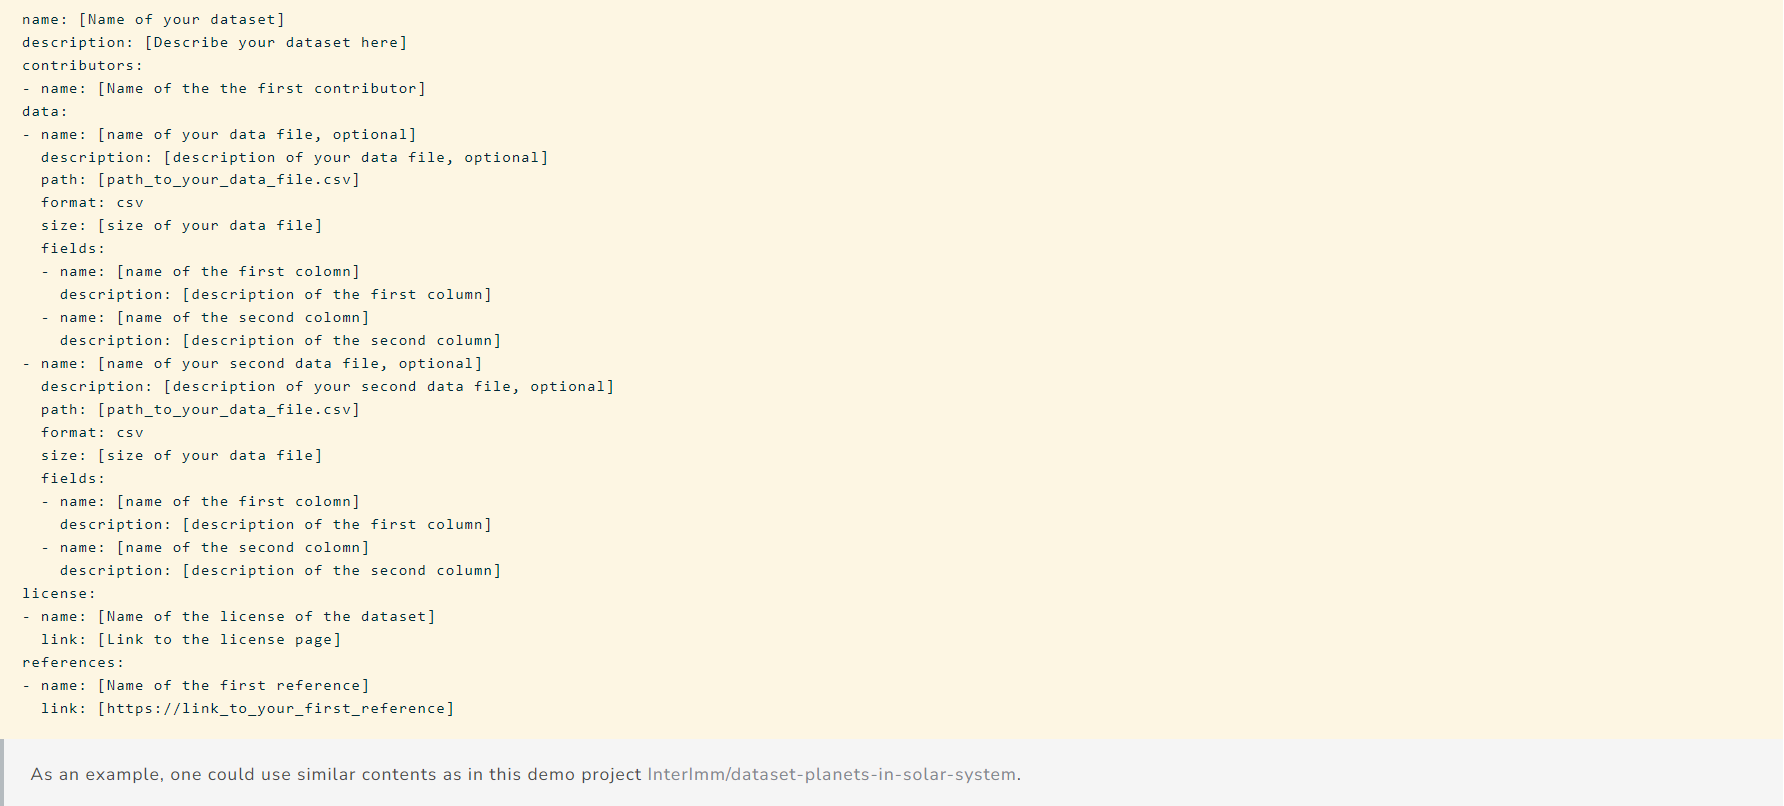 name: [Name of your dataset]
description: [Describe your dataset here]
contributors:
- name: [Name of the the first contributor]
data:
- name: [name of your data file, optional]
  description: [description of your data file, optional]
  path: [path_to_your_data_file.csv]
  format: csv
  size: [size of your data file]
  fields:
  - name: [name of the first colomn]
    description: [description of the first column]
  - name: [name of the second colomn]
    description: [description of the second column]
- name: [name of your second data file, optional]
  description: [description of your second data file, optional]
  path: [path_to_your_data_file.csv]
  format: csv
  size: [size of your data file]
  fields:
  - name: [name of the first colomn]
    description: [description of the first column]
  - name: [name of the second colomn]
    description: [description of the second column]
license:
- name: [Name of the license of the dataset]
  link: [Link to the license page]
references:
- name: [Name of the first reference]
  link: [https://link_to_your_first_reference]
As an example, one could use similar contents as in this demo project InterImm/dataset-planets-in-solar-system.